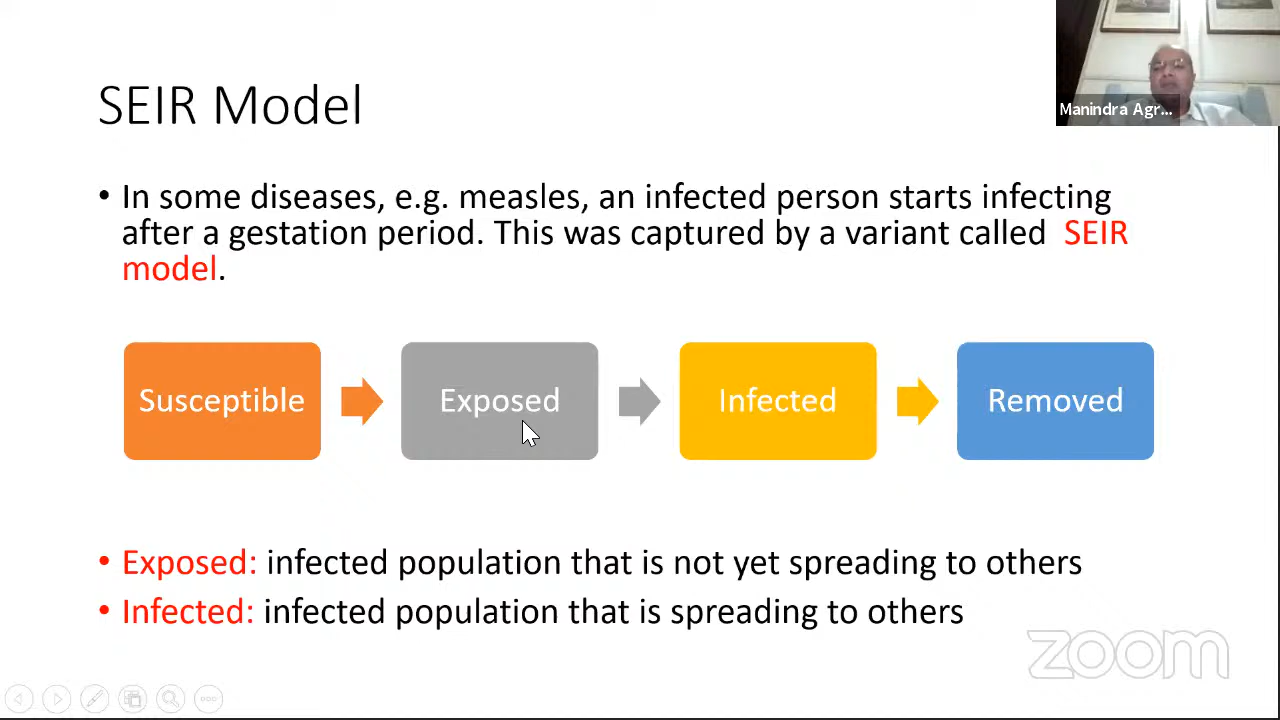 SEIR Model
Manindra Agr...
• In some diseases, e.g. measles, an infected person starts infecting
after a gestation period. This was captured by a variant called SEIR
model.
Susceptible
Exposed
Infected
Removed
• Exposed: infected population that is not yet spreading to others
• Infected: infected population that is spreading to others
zoom